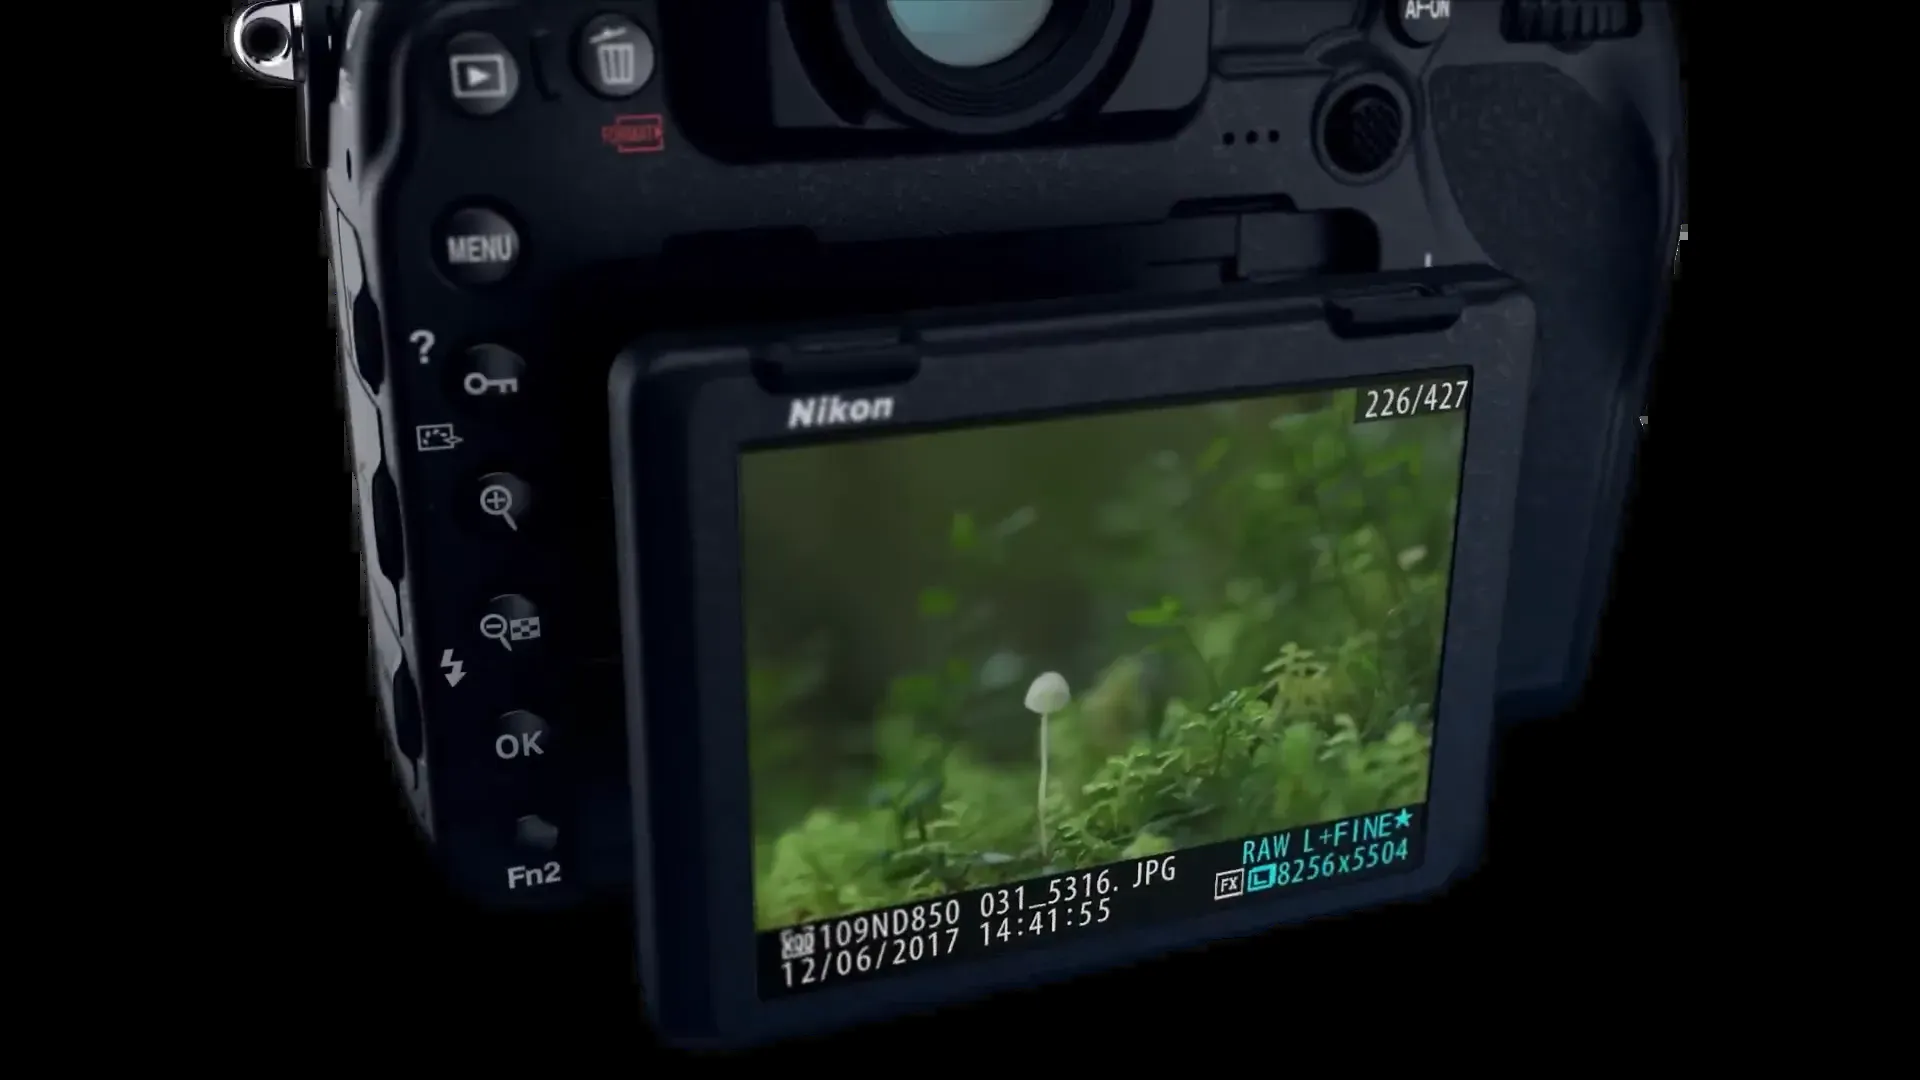 AF-ON
FORMAT
MENU
?
Nikon
226/427
OK
Fn2
RAW L+FINE★
FX L 8256x5504
109ND850 031_5316. JPG
12/06/2017 14:41:55